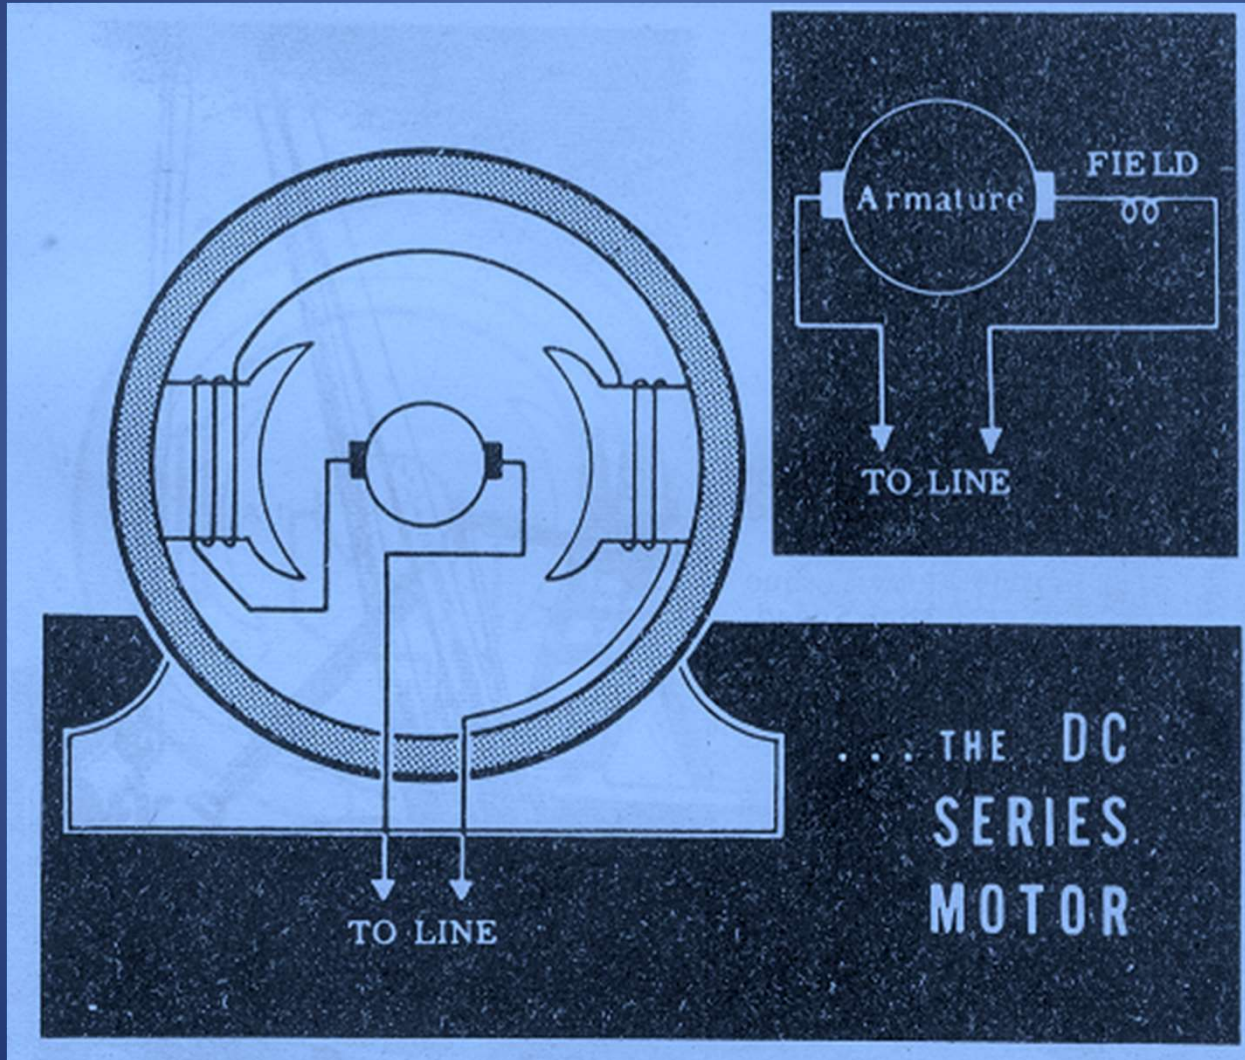 FIELD
Armature
TO LINE
... THE DC
SERIES
MOTOR
TO LINE